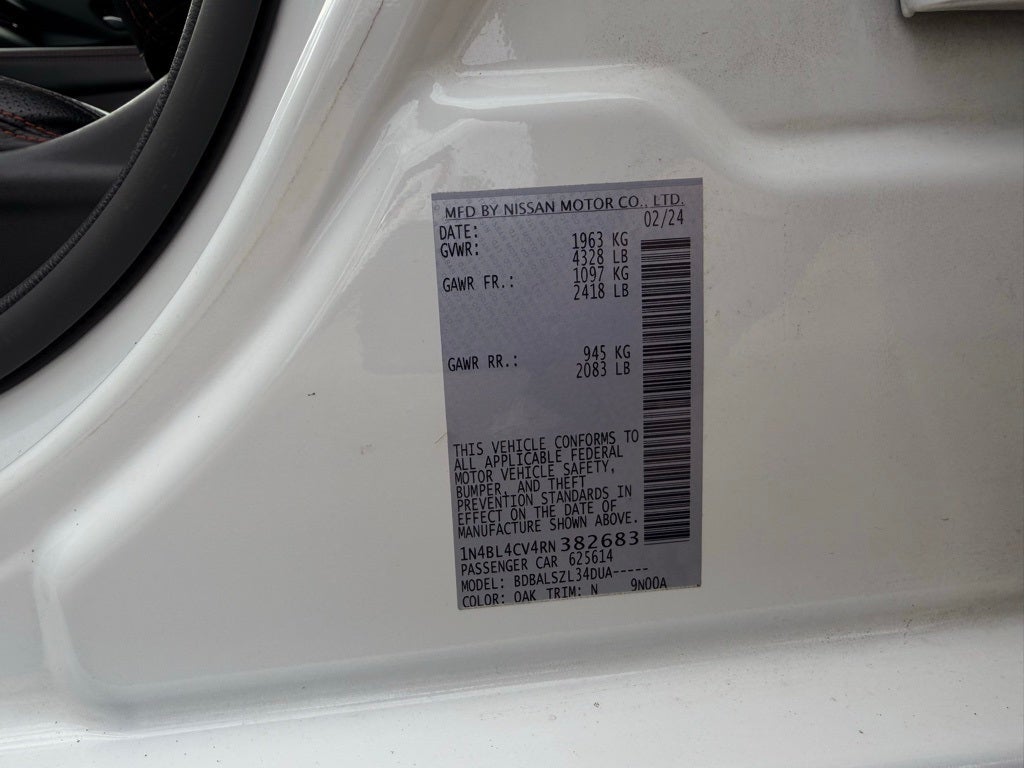 MFD BY NISSAN MOTOR CO., LTD.
DATE: 02/24
GVWR: 1963 KG
4328 LB
GAWR FR.: 1097 KG
2418 LB
GAWR RR.: 945 KG
2083 LB
THIS VEHICLE CONFORMS TO
ALL APPLICABLE FEDERAL
MOTOR VEHICLE SAFETY,
BUMPER, AND THEFT
PREVENTION STANDARDS IN
EFFECT ON THE DATE OF
MANUFACTURE SHOWN ABOVE.
1N4BL4CV4RN382683
PASSENGER CAR 625614
MODEL: BDBALSZL34DUA-----
COLOR: QAK TRIM: N 9N00A